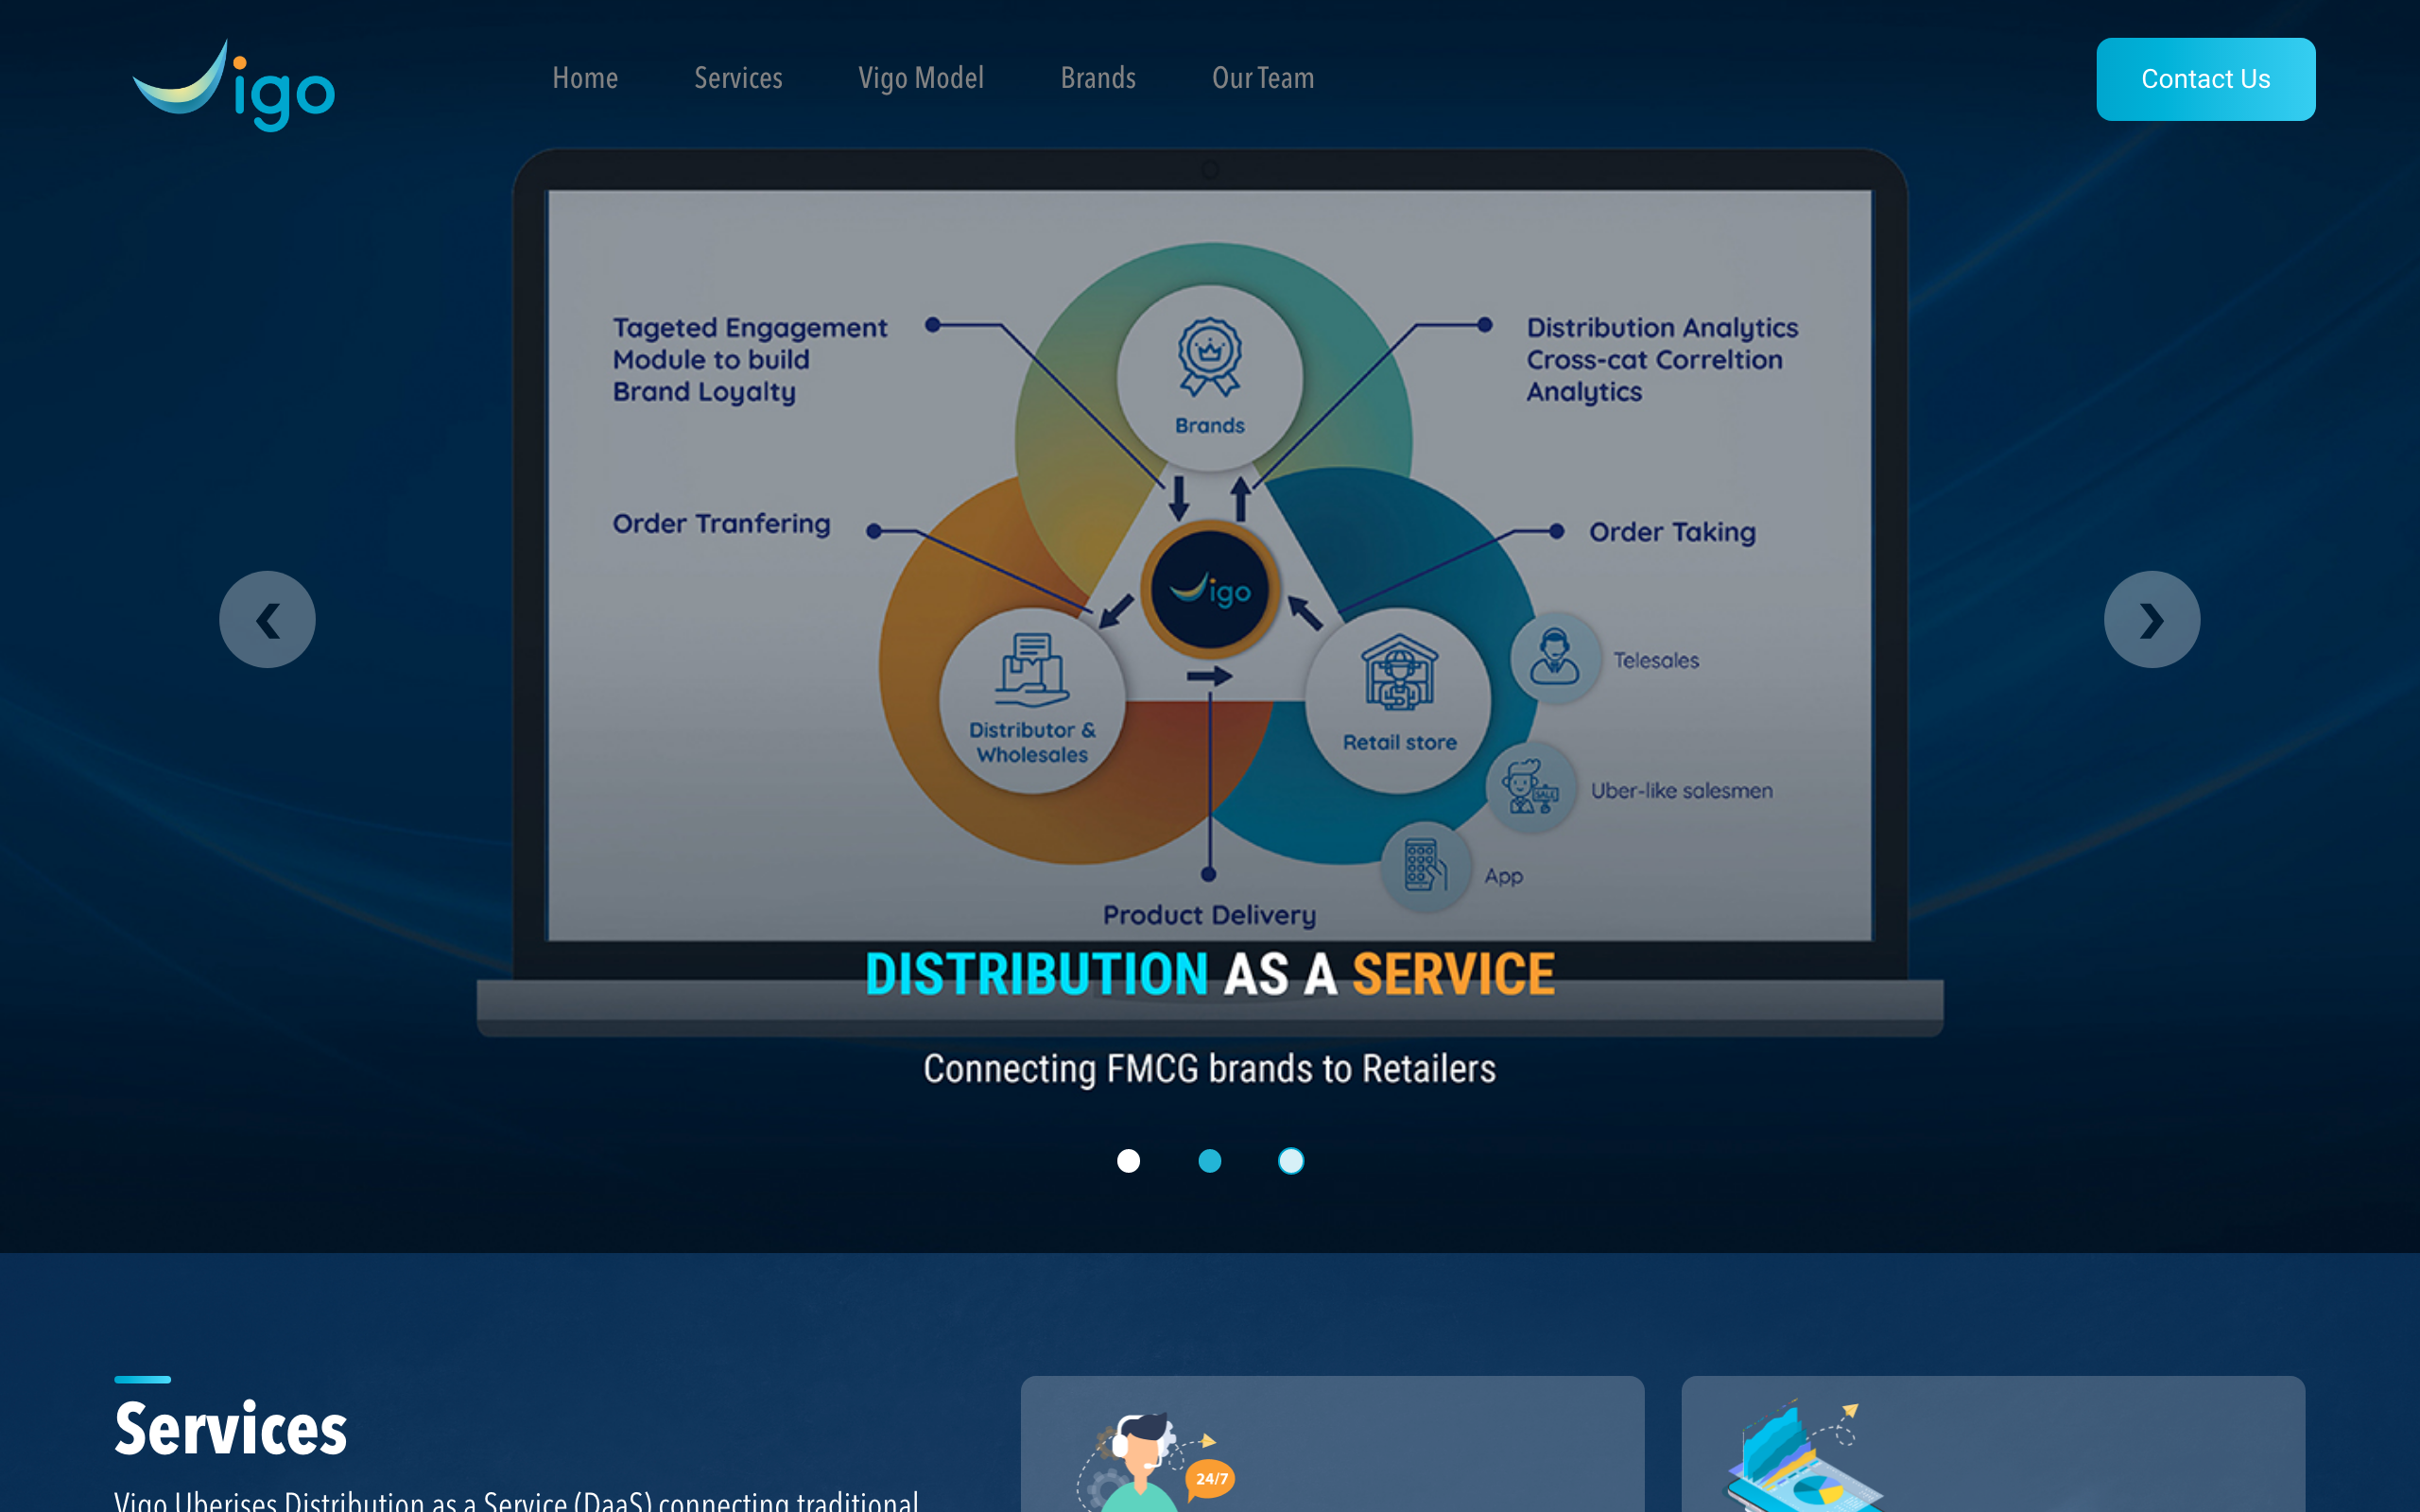 Vigo
Home
Services
Vigo Model
Brands
Our Team
Contact Us
Tageted Engagement
Module to build
Brand Loyalty
Distribution Analytics
Cross-cat Correltion
Analytics
Brands
Order Tranfering
Order Taking
Vigo
Distributor &
Wholesales
Retail store
Telesales
SALE
Uber-like salesmen
App
Product Delivery
DISTRIBUTION AS A SERVICE
Connecting FMCG brands to Retailers
Services
Vigo Uberises Distribution as a Service (DaaS) connecting traditional
24/7